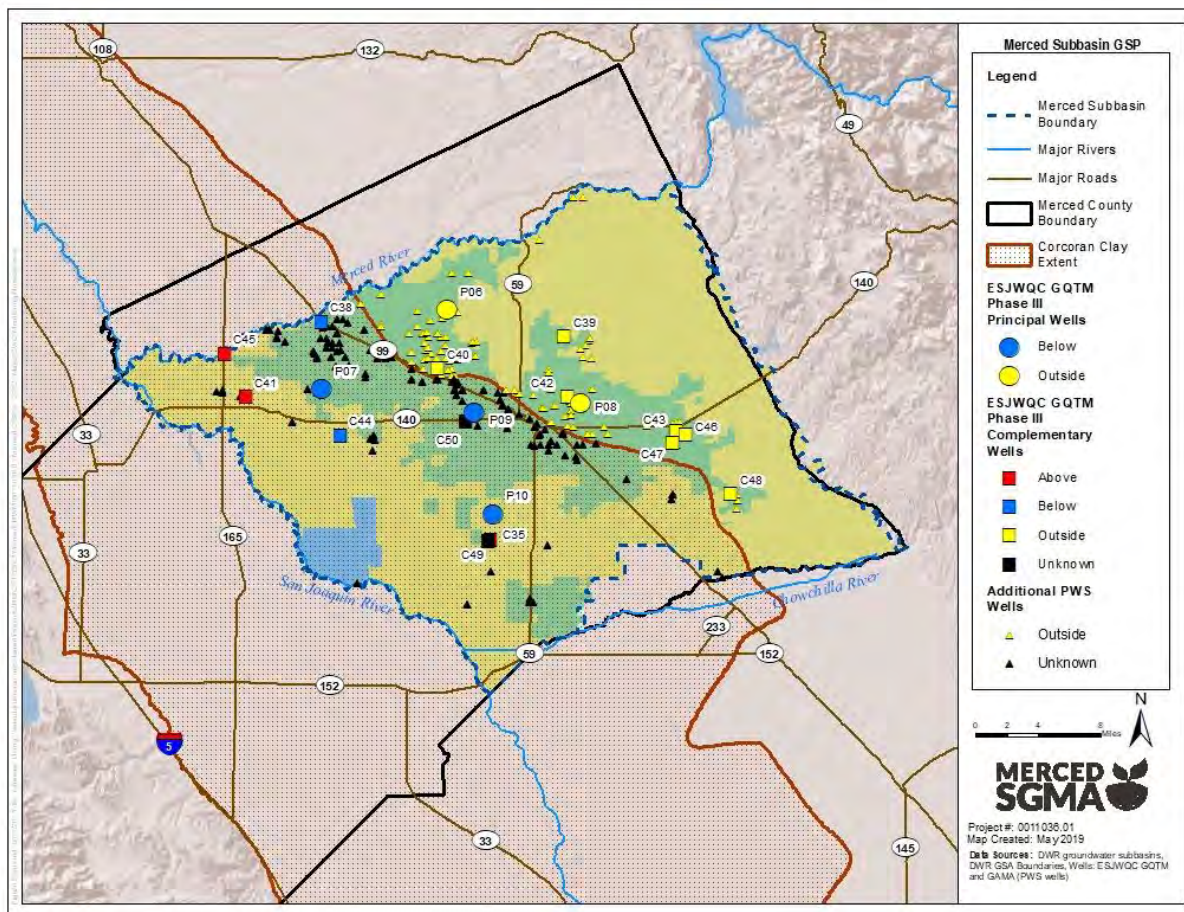 108
132
49
Merced River
59
140
P06
C38
C39
C45
99
C40
C41
P07
C42
P08
C44
140
C50
P09
C43
C46
C47
33
C48
P10
165
C35
C49
33
San Joaquin River
Chowchilla River
233
59
152
152
5
33
145
Merced Subbasin GSP
Legend
Merced Subbasin
Boundary
Major Rivers
Major Roads
Merced County
Boundary
Corcoran Clay
Extent
ESJWQC GQTM
Phase III
Principal Wells
Below
Outside
ESJWQC GQTM
Phase III
Complementary
Wells
Above
Below
Outside
Unknown
Additional PWS
Wells
Outside
Unknown
N
0 2 4 8
Miles
MERCED
SGMA
Project #: 0011036.01
Map Created: May 2019
Data Sources: DWR groundwater subbasins,
DWR GSA Boundaries, Wells: ESJWQC GQTM
and GAMA (PWS wells)